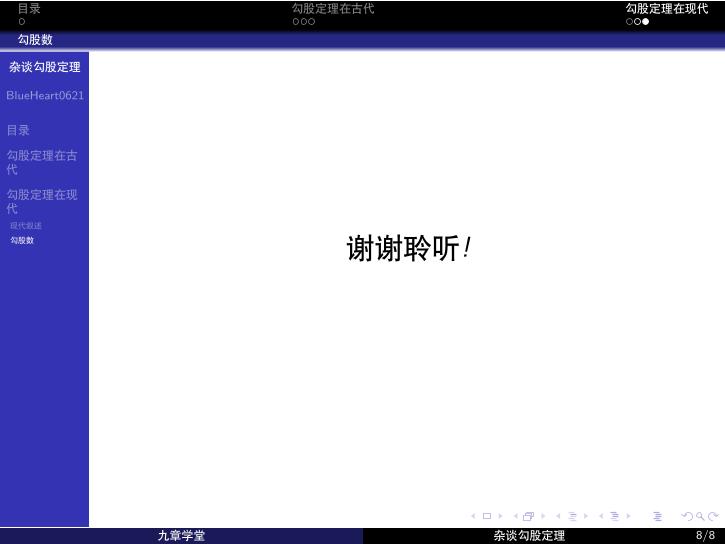 目录
勾股定理在古代
勾股定理在现代
勾股数
杂谈勾股定理
BlueHeart0621
目录
勾股定理在古
代
勾股定理在现
代
现代叙述
勾股数
谢谢聆听!
九章学堂
杂谈勾股定理
8/8